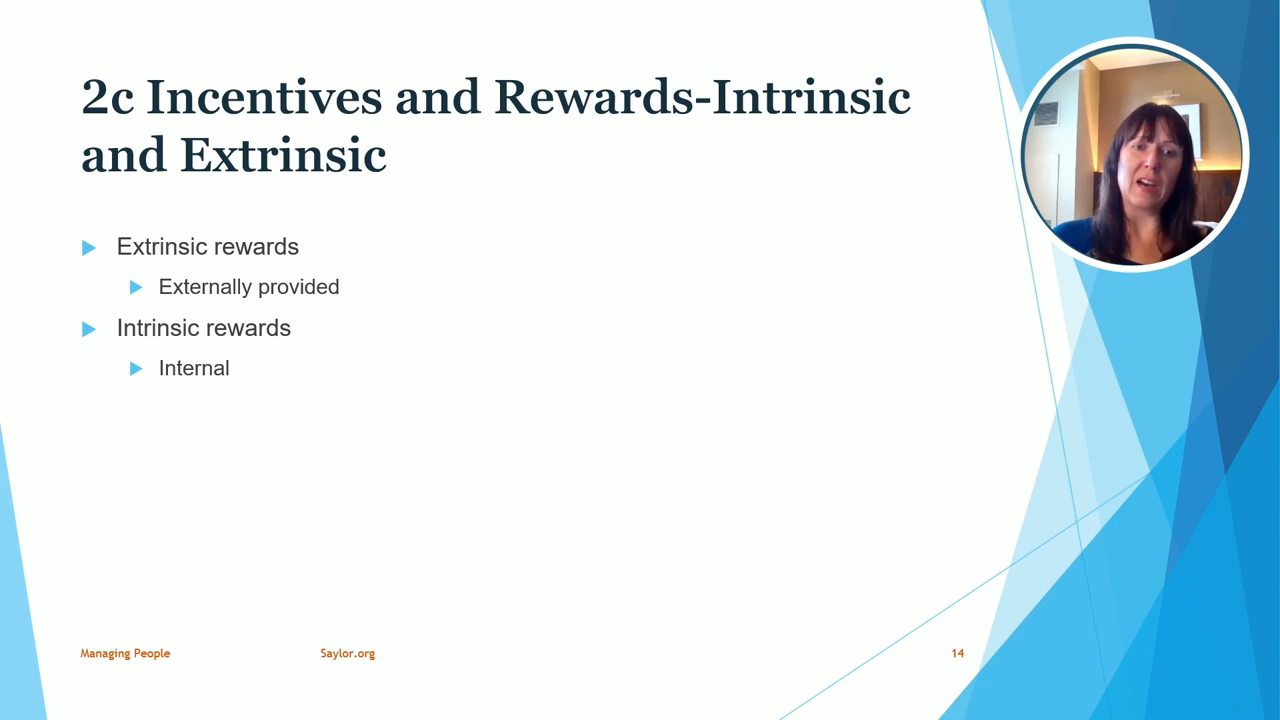 2c Incentives and Rewards-Intrinsic
and Extrinsic
Extrinsic rewards
Externally provided
Intrinsic rewards
Internal
Managing People
Saylor.org
14